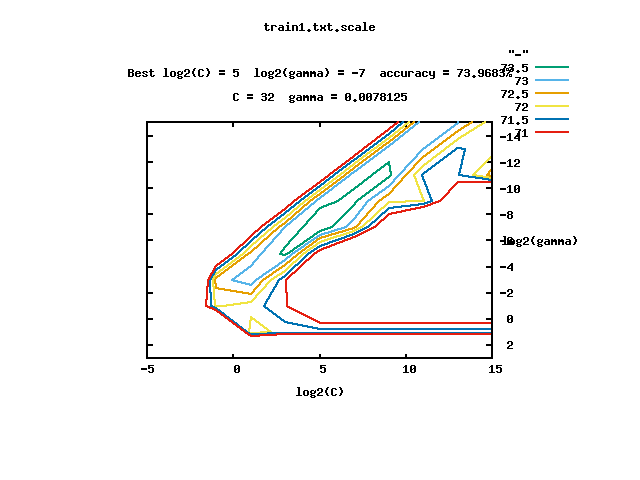 train1.txt.scale
"-"
73.5
Best log2(C) = 5  log2(gamma) = -7  accuracy = 73.9683%
73
72.5
C = 32  gamma = 0.0078125
72
71.5
71
-14
-12
-10
-8
-6
log2(gamma)
-4
-2
0
2
-5 0 5 10 15
log2(C)